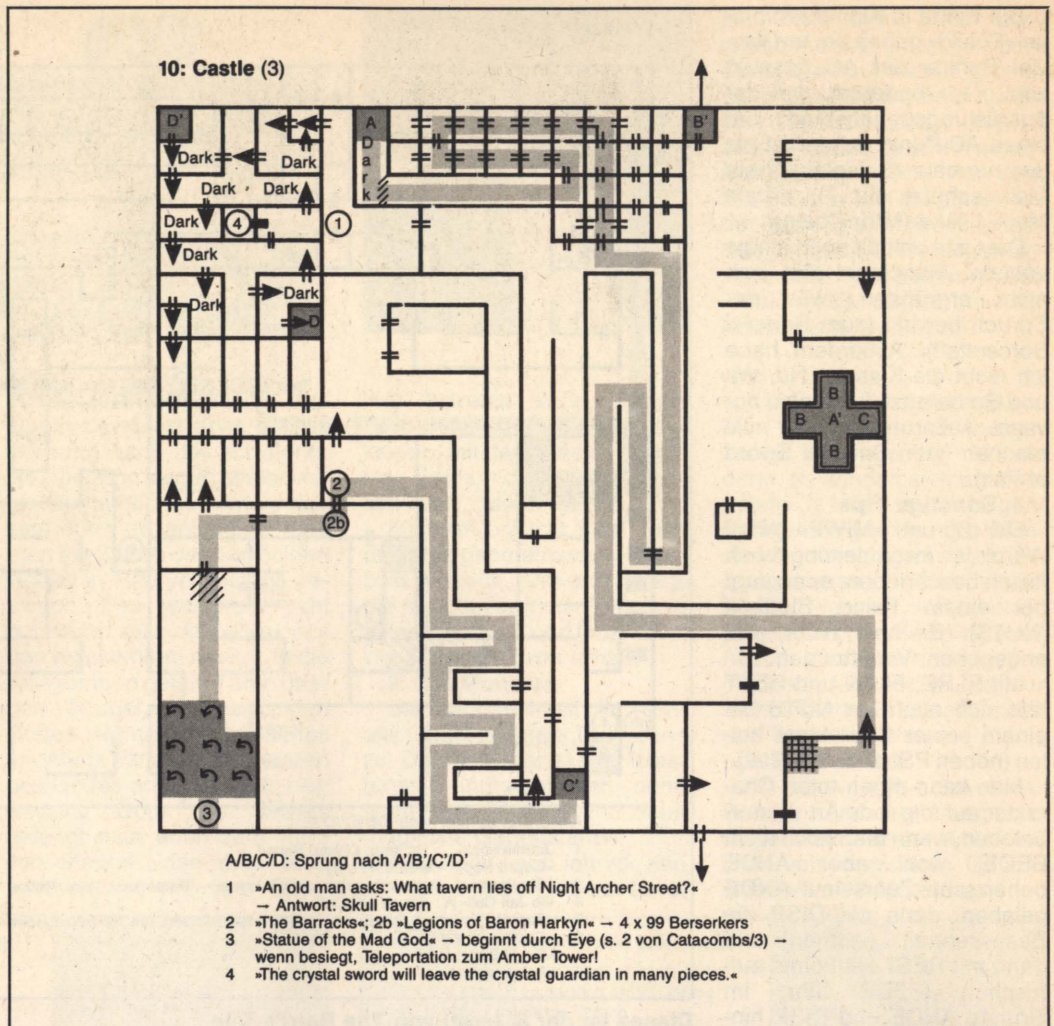 10: Castle (3)
D' A B'
Dark Dark Dark
Dark Dark
Dark 4 1
Dark
Dark Dark
D
B
B A' C
B
2
2b
C'
3
A/B/C/D: Sprung nach A'/B'/C'/D'
1 »An old man asks: What tavern lies off Night Archer Street?«
→ Antwort: Skull Tavern
2 »The Barracks«; 2b »Legions of Baron Harkyn« → 4 x 99 Berserkers
3 »Statue of the Mad God« → beginnt durch Eye (s. 2 von Catacombs/3) →
wenn besiegt, Teleportation zum Amber Tower!
4 »The crystal sword will leave the crystal guardian in many pieces.«